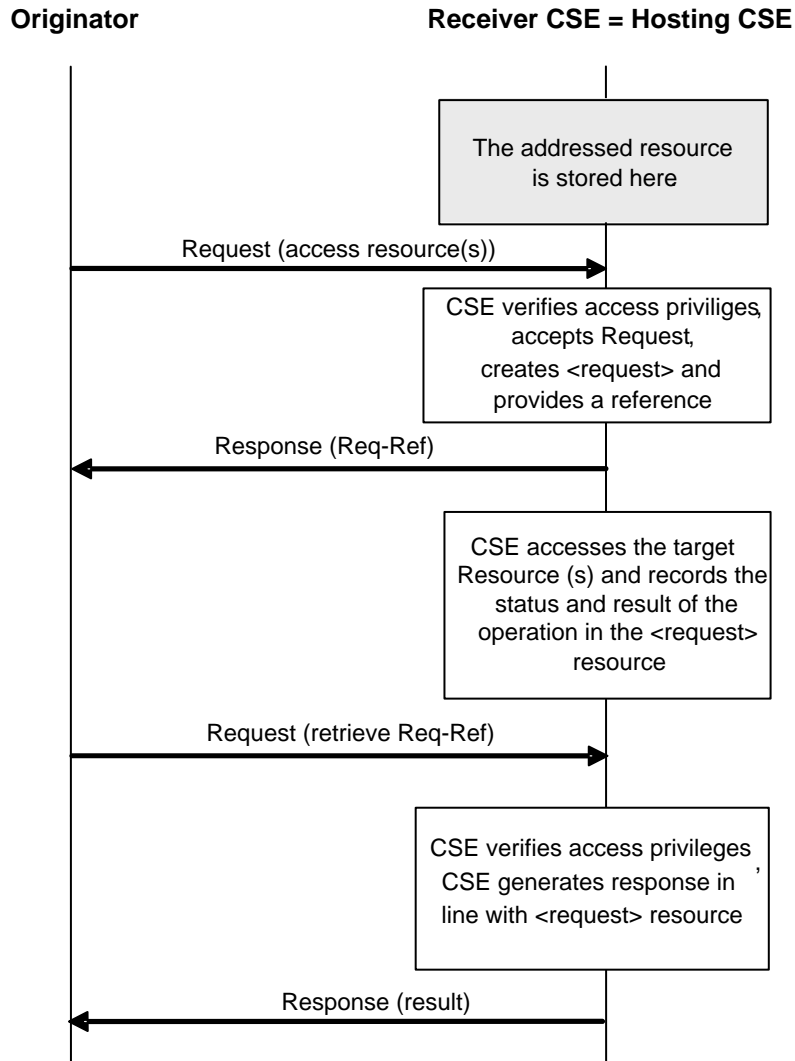 Originator
Receiver CSE = Hosting CSE
The addressed resource
is stored here
Request (access resource(s))
CSE verifies access priviliges,
accepts Request,
creates <request> and
provides a reference
Response (Req-Ref)
CSE accesses the target
Resource (s) and records the
status and result of the
operation in the <request>
resource
Request (retrieve Req-Ref)
CSE verifies access privileges ,
CSE generates response in
line with <request> resource
Response (result)